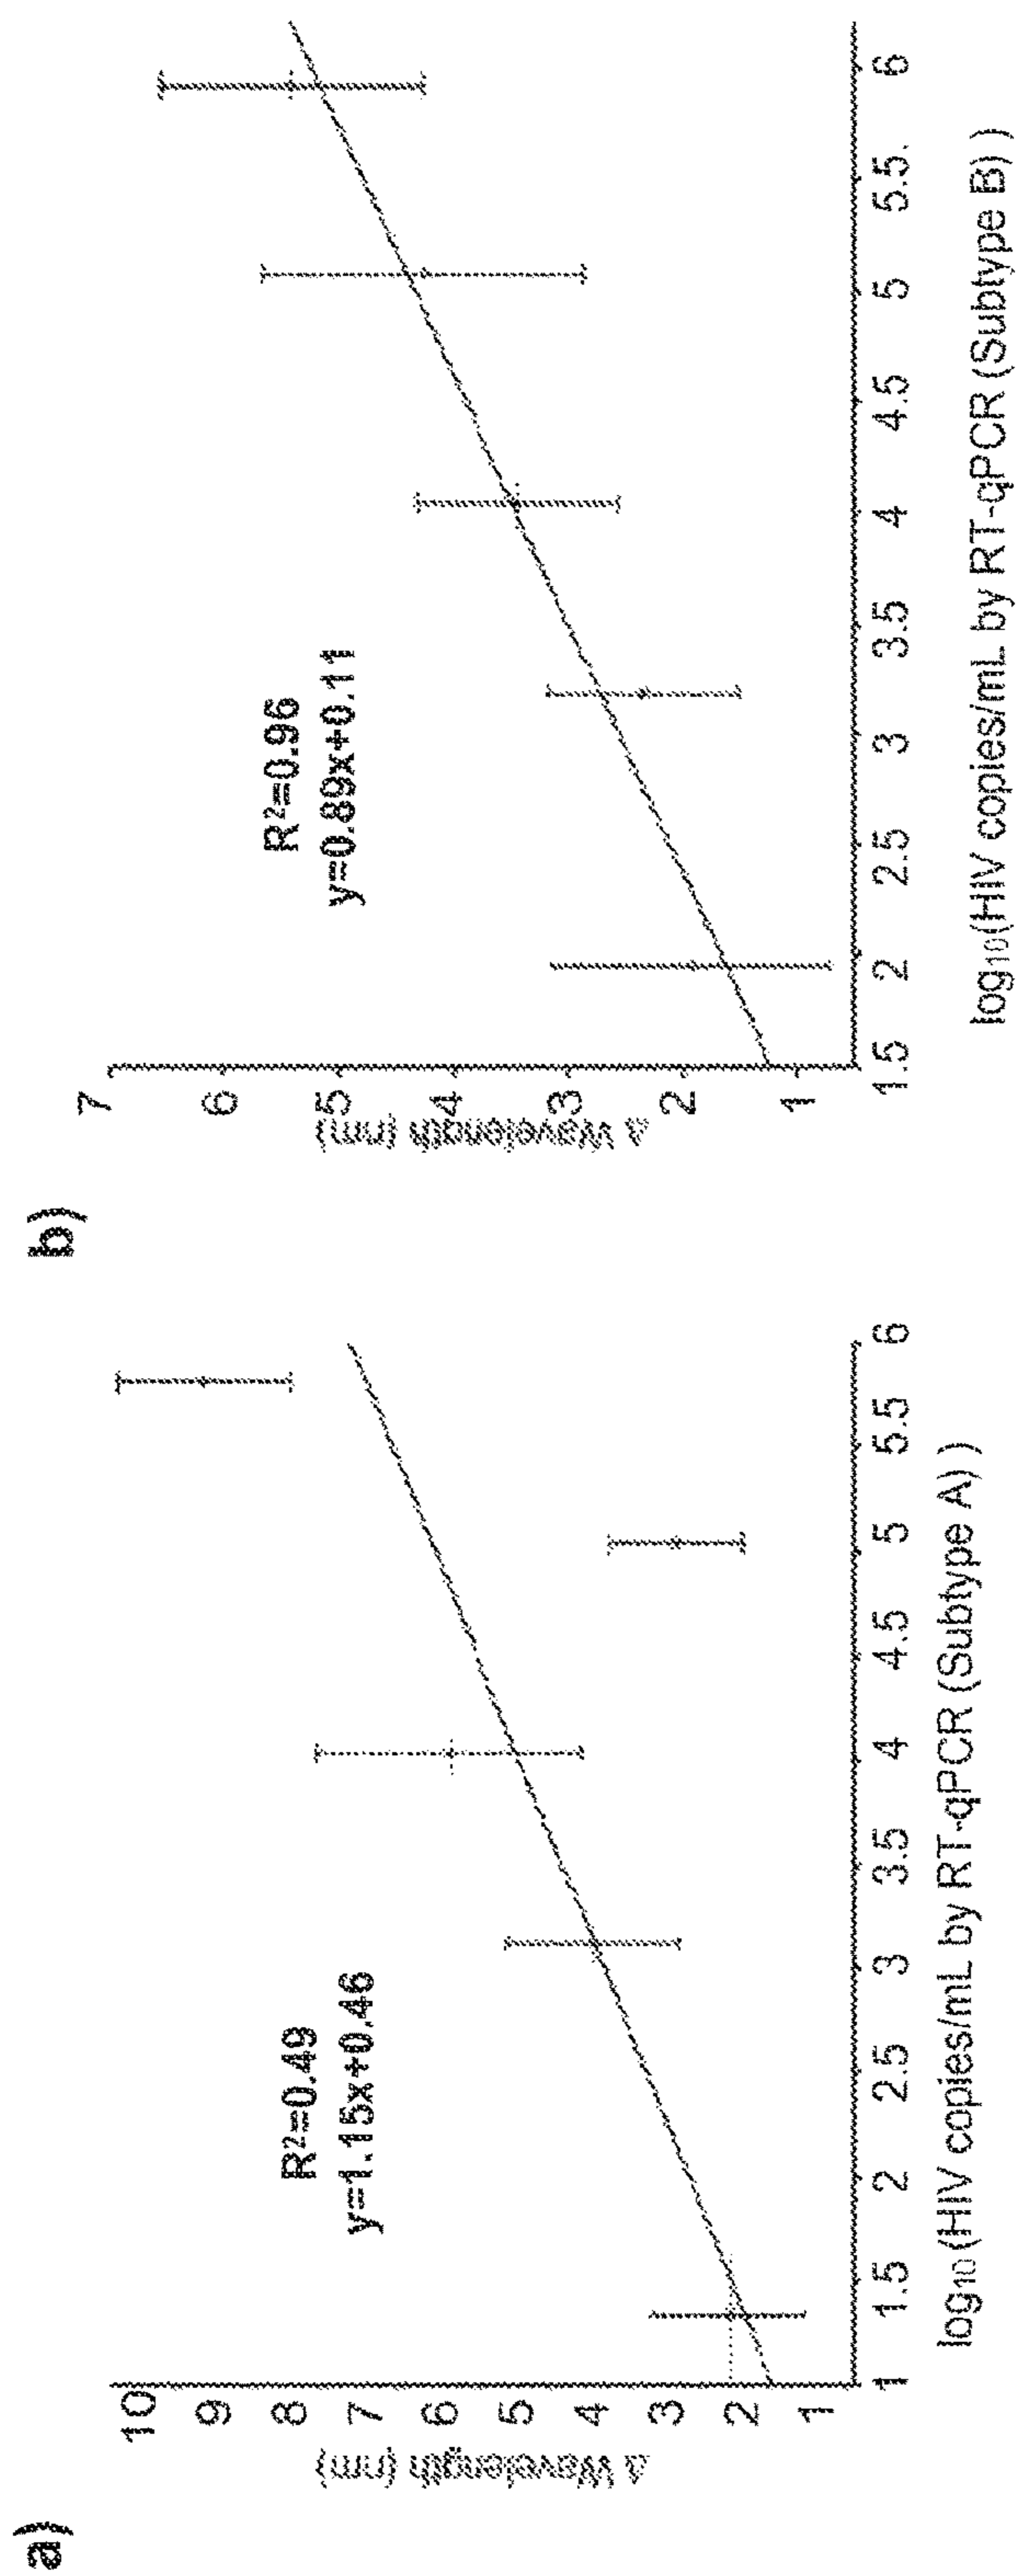 a)
Δ Wavelength (nm)
10
9
8
7
6
5
4
3
2
1
R²=0.49
y=1.15x+0.46
1 1.5 2 2.5 3 3.5 4 4.5 5 5.5 6
log₁₀(HIV copies/mL by RT-qPCR (Subtype A) )
b)
Δ Wavelength (nm)
7
6
5
4
3
2
1
R²=0.96
y=0.89x+0.11
1.5 2 2.5 3 3.5 4 4.5 5 5.5. 6
log₁₀(HIV copies/mL by RT-qPCR (Subtype B) )